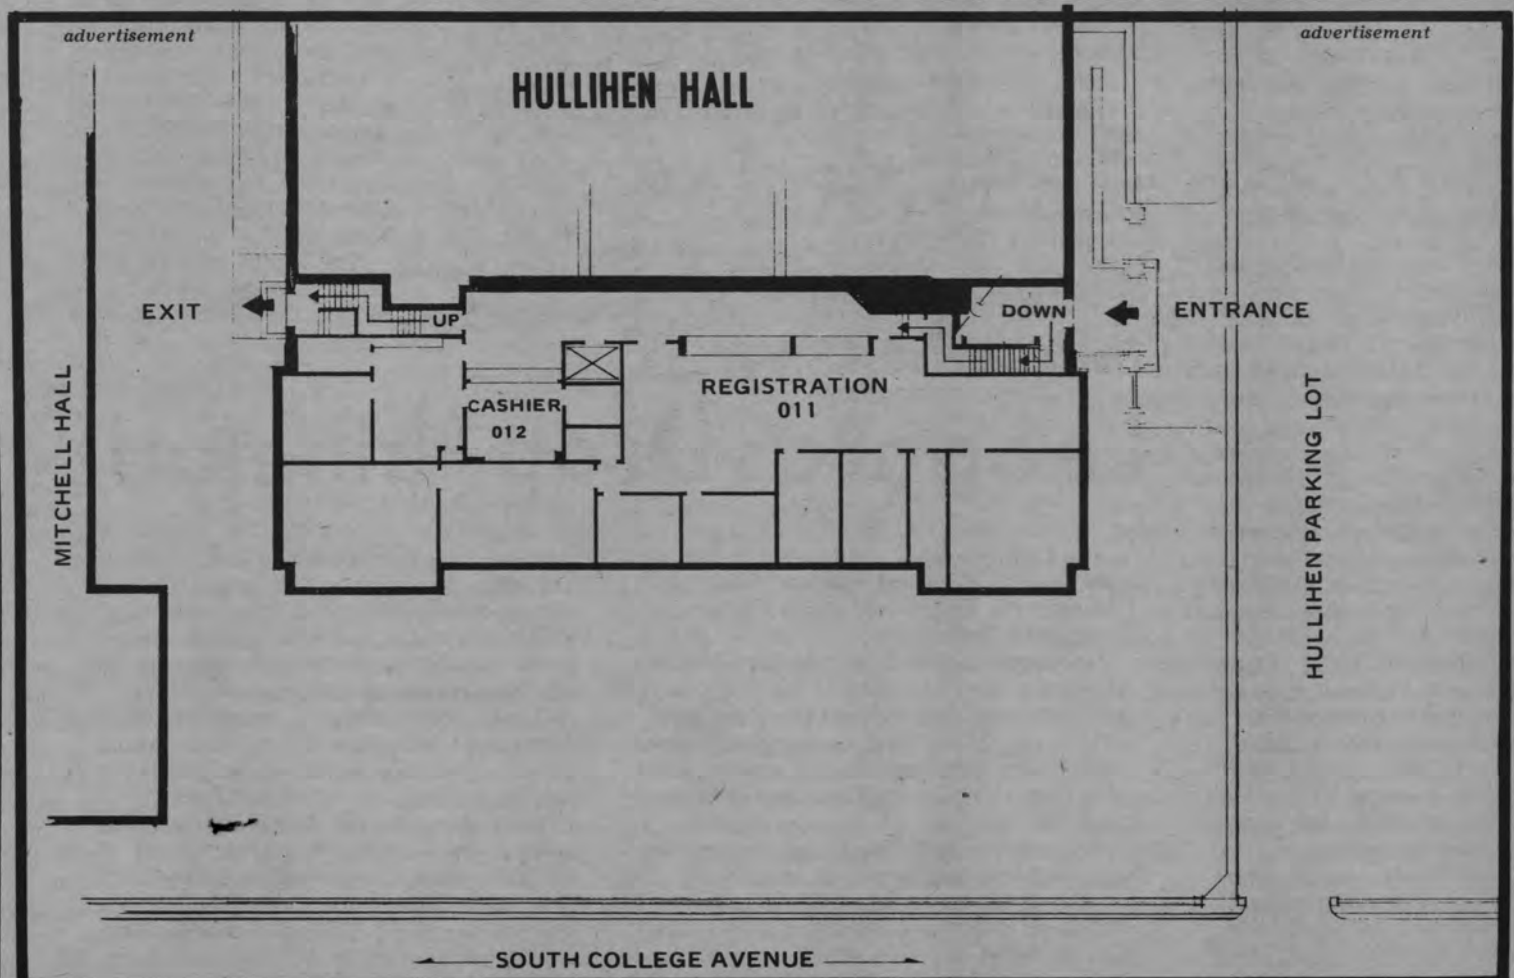 advertisement
advertisement
HULLIHEN HALL
EXIT
UP
DOWN
ENTRANCE
REGISTRATION
011
CASHIER
012
MITCHELL HALL
HULLIHEN PARKING LOT
SOUTH COLLEGE AVENUE